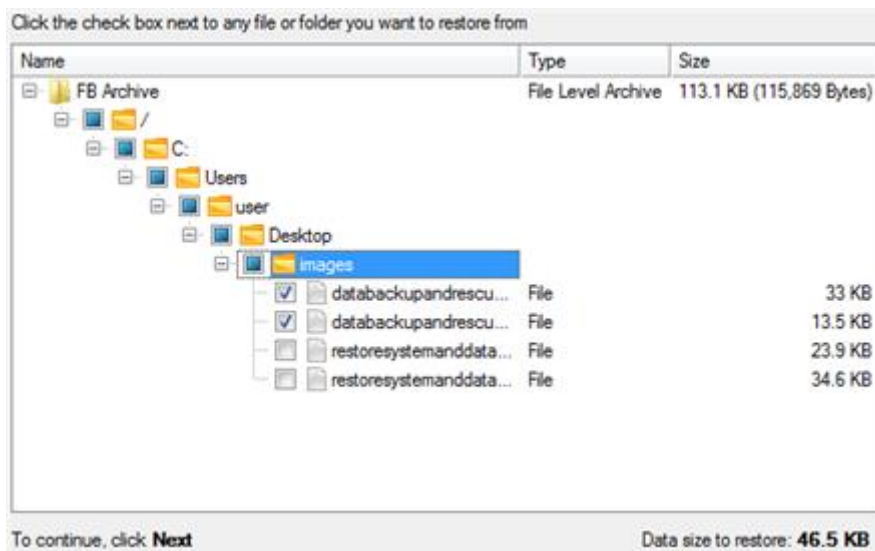 Click the check box next to any file or folder you want to restore from
Name Type Size
FB Archive File Level Archive 113.1 KB (115,869 Bytes)
/
C:
Users
user
Desktop
images
databackupandrescu... File 33 KB
databackupandrescu... File 13.5 KB
restoresystemanddata... File 23.9 KB
restoresystemanddata... File 34.6 KB
To continue, click Next Data size to restore: 46.5 KB